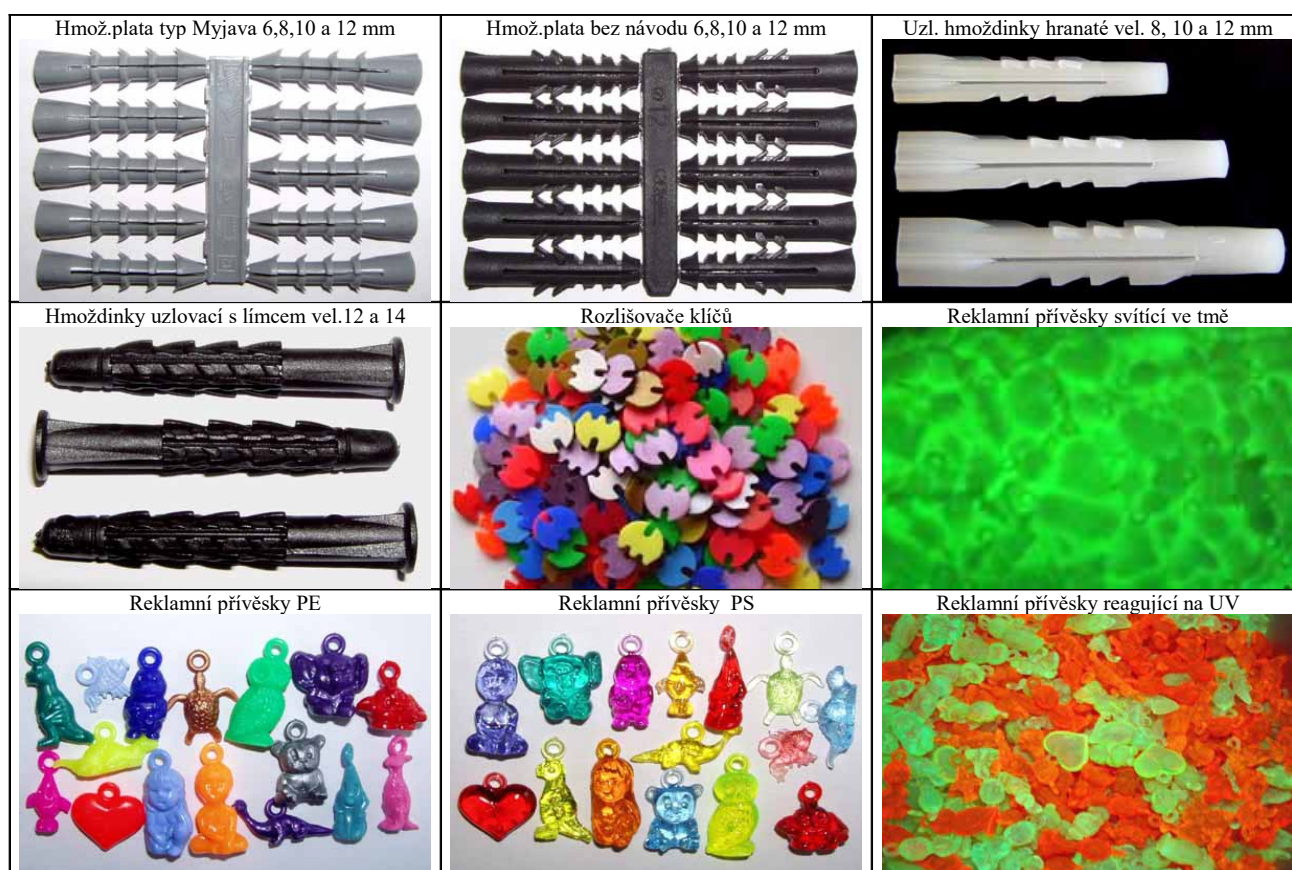 Hmož.plata typ Myjava 6,8,10 a 12 mm
Hmož.plata bez návodu 6,8,10 a 12 mm
Uzl. hmoždinky hranaté vel. 8, 10 a 12 mm
Hmoždinky uzlovací s límcem vel.12 a 14
Rozlišovače klíčů
Reklamní přívěsky svítící ve tmě
Reklamní přívěsky PE
Reklamní přívěsky  PS
Reklamní přívěsky reagující na UV